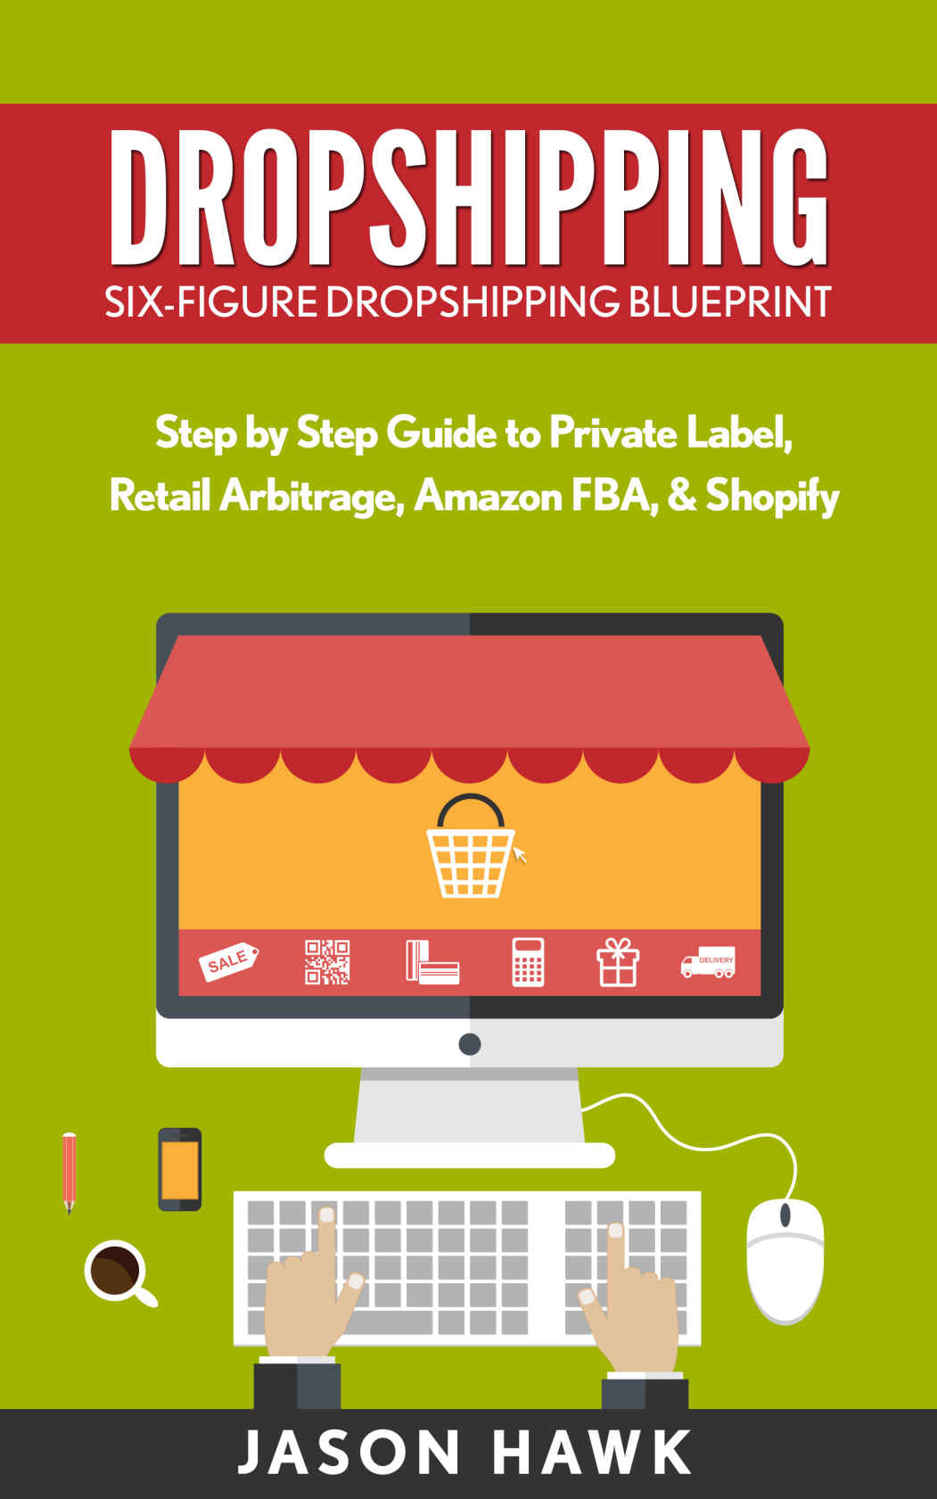 DROPSHIPPING
SIX-FIGURE DROPSHIPPING BLUEPRINT
Step by Step Guide to Private Label,
Retail Arbitrage, Amazon FBA, & Shopify
SALE
DELIVERY
JASON HAWK